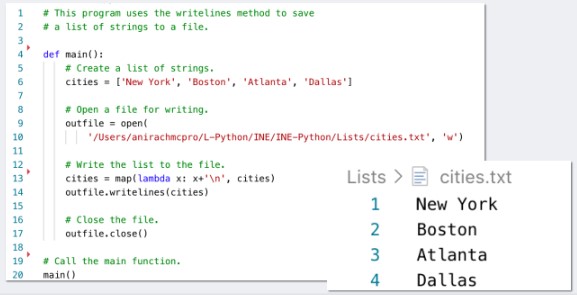 1 # This program uses the writelines method to save
2 # a list of strings to a file.
3
4 def main():
5     # Create a list of strings.
6     cities = ['New York', 'Boston', 'Atlanta', 'Dallas']
7
8     # Open a file for writing.
9     outfile = open(
10         '/Users/anirachmcpro/L-Python/INE/INE-Python/Lists/cities.txt', 'w')
11
12     # Write the list to the file.
13     cities = map(lambda x: x+'\n', cities)
14     outfile.writelines(cities)
15
16     # Close the file.
17     outfile.close()
18
19 # Call the main function.
20 main()
Lists > cities.txt
1 New York
2 Boston
3 Atlanta
4 Dallas